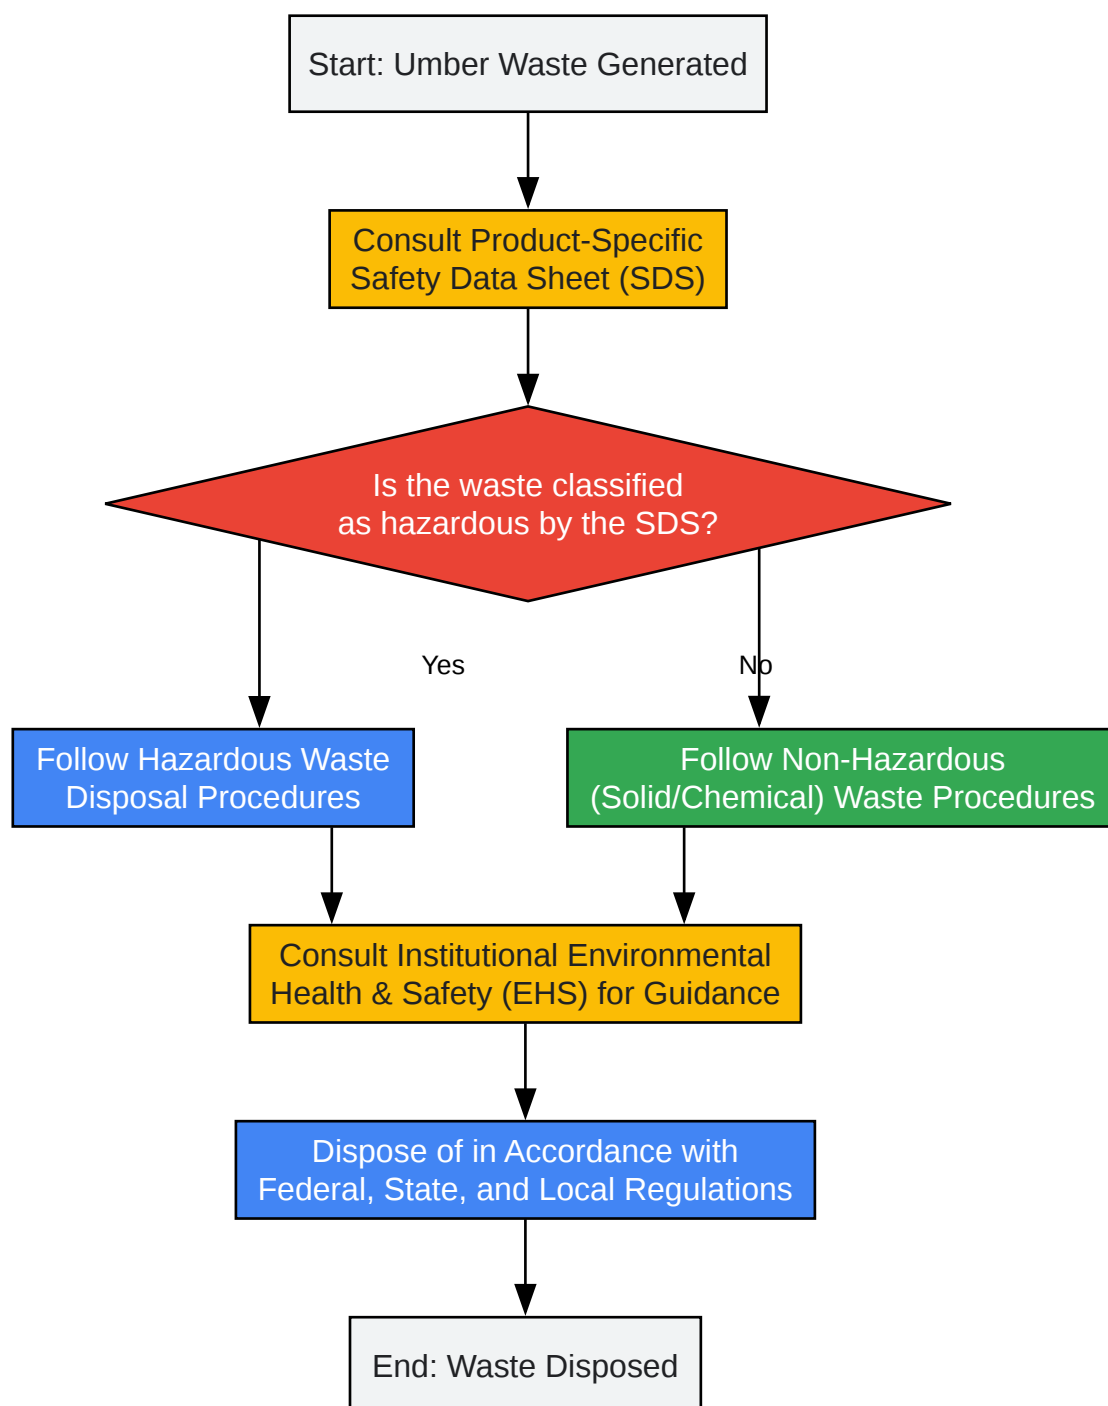 Start: Umber Waste Generated
Consult Product-Specific
Safety Data Sheet (SDS)
Is the waste classified
as hazardous by the SDS?
Yes
No
Follow Hazardous Waste
Disposal Procedures
Follow Non-Hazardous
(Solid/Chemical) Waste Procedures
Consult Institutional Environmental
Health & Safety (EHS) for Guidance
Dispose of in Accordance with
Federal, State, and Local Regulations
End: Waste Disposed